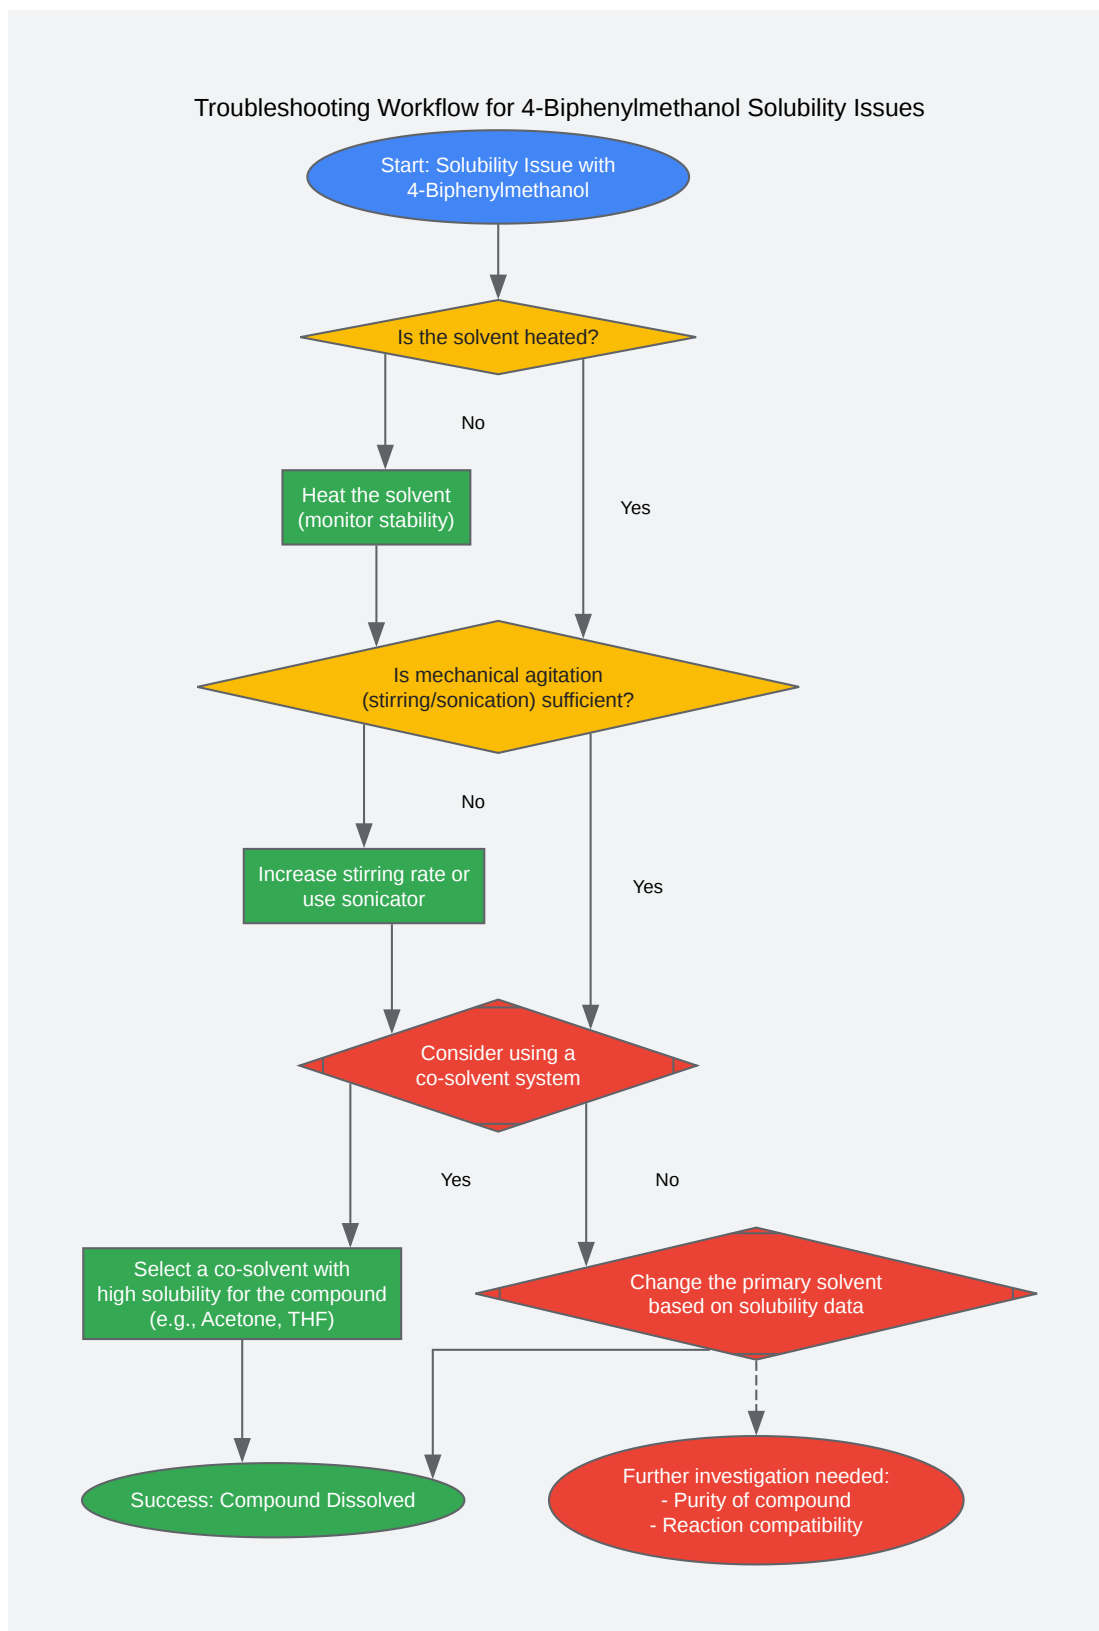 Troubleshooting Workflow for 4-Biphenylmethanol Solubility Issues
Start: Solubility Issue with
4-Biphenylmethanol
Is the solvent heated?
No
Heat the solvent
(monitor stability)
Yes
Is mechanical agitation
(stirring/sonication) sufficient?
No
Increase stirring rate or
use sonicator
Yes
Consider using a
co-solvent system
Yes
No
Select a co-solvent with
high solubility for the compound
(e.g., Acetone, THF)
Change the primary solvent
based on solubility data
Success: Compound Dissolved
Further investigation needed:
- Purity of compound
- Reaction compatibility